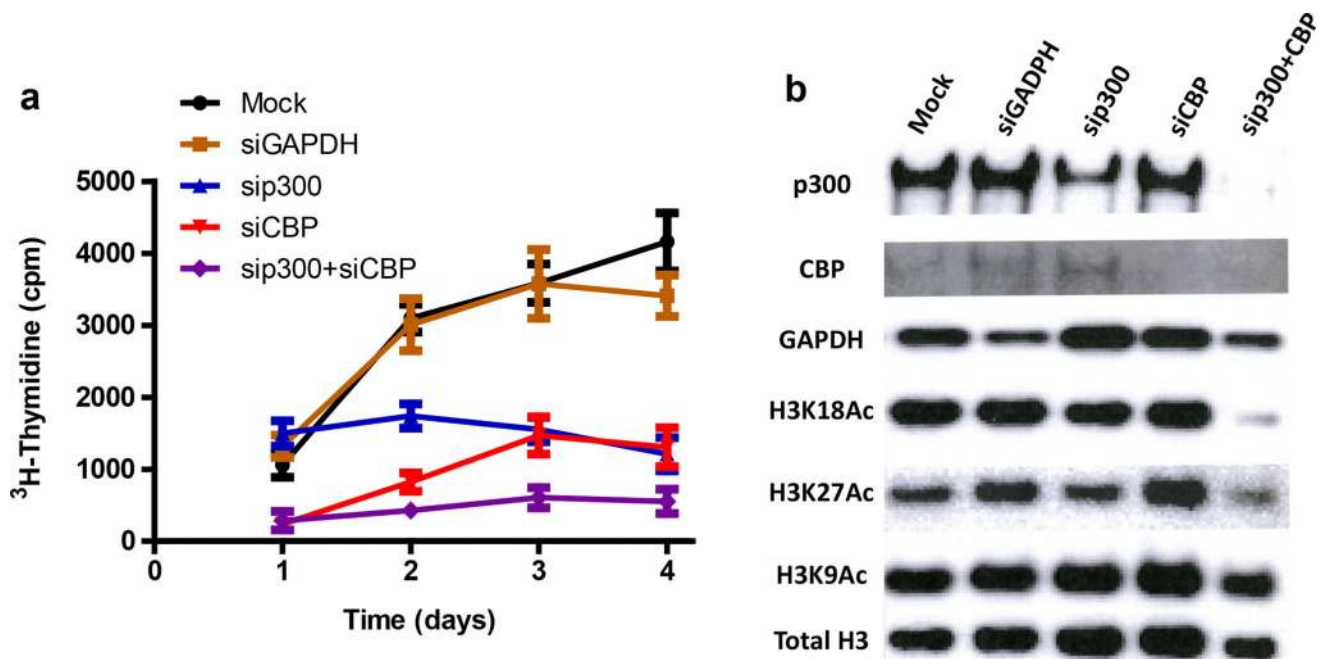 a
Mock
siGAPDH
sip300
siCBP
sip300+siCBP
5000
4000
3000
2000
1000
0
³H-Thymidine (cpm)
0 1 2 3 4
Time (days)
b
Mock siGADPH sip300 siCBP sip300+CBP
p300
CBP
GAPDH
H3K18Ac
H3K27Ac
H3K9Ac
Total H3